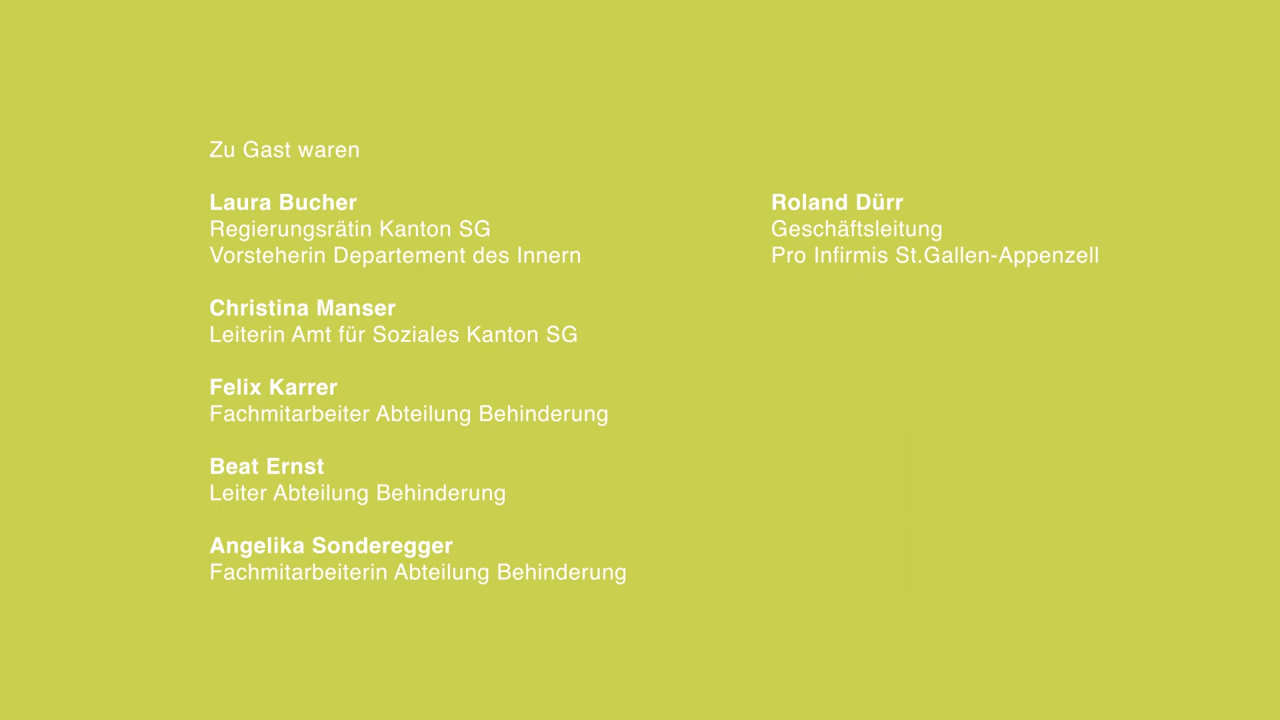 Zu Gast waren
Laura Bucher
Regierungsrätin Kanton SG
Vorsteherin Departement des Innern
Christina Manser
Leiterin Amt für Soziales Kanton SG
Felix Karrer
Fachmitarbeiter Abteilung Behinderung
Beat Ernst
Leiter Abteilung Behinderung
Angelika Sonderegger
Fachmitarbeiterin Abteilung Behinderung
Roland Dürr
Geschäftsleitung
Pro Infirmis St.Gallen-Appenzell